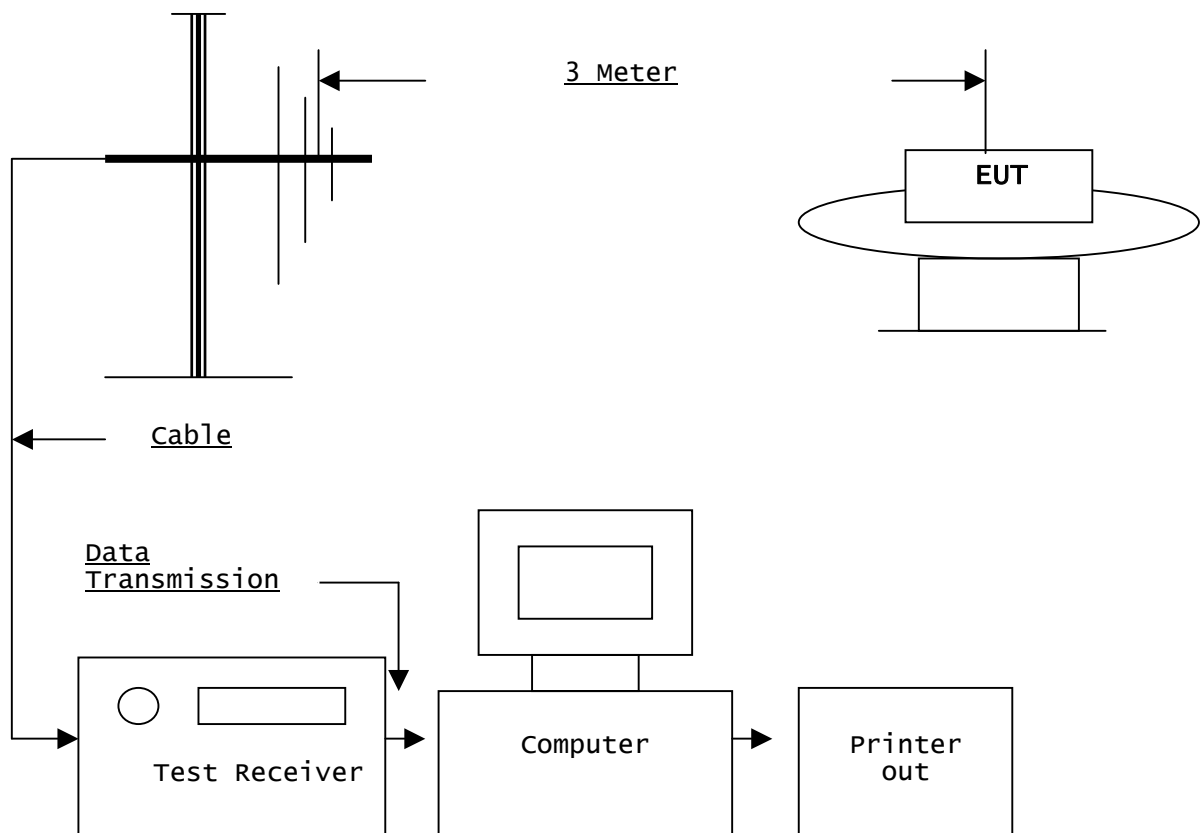 3 Meter
EUT
Cable
Data
Transmission
Test Receiver
Computer
Printer
out